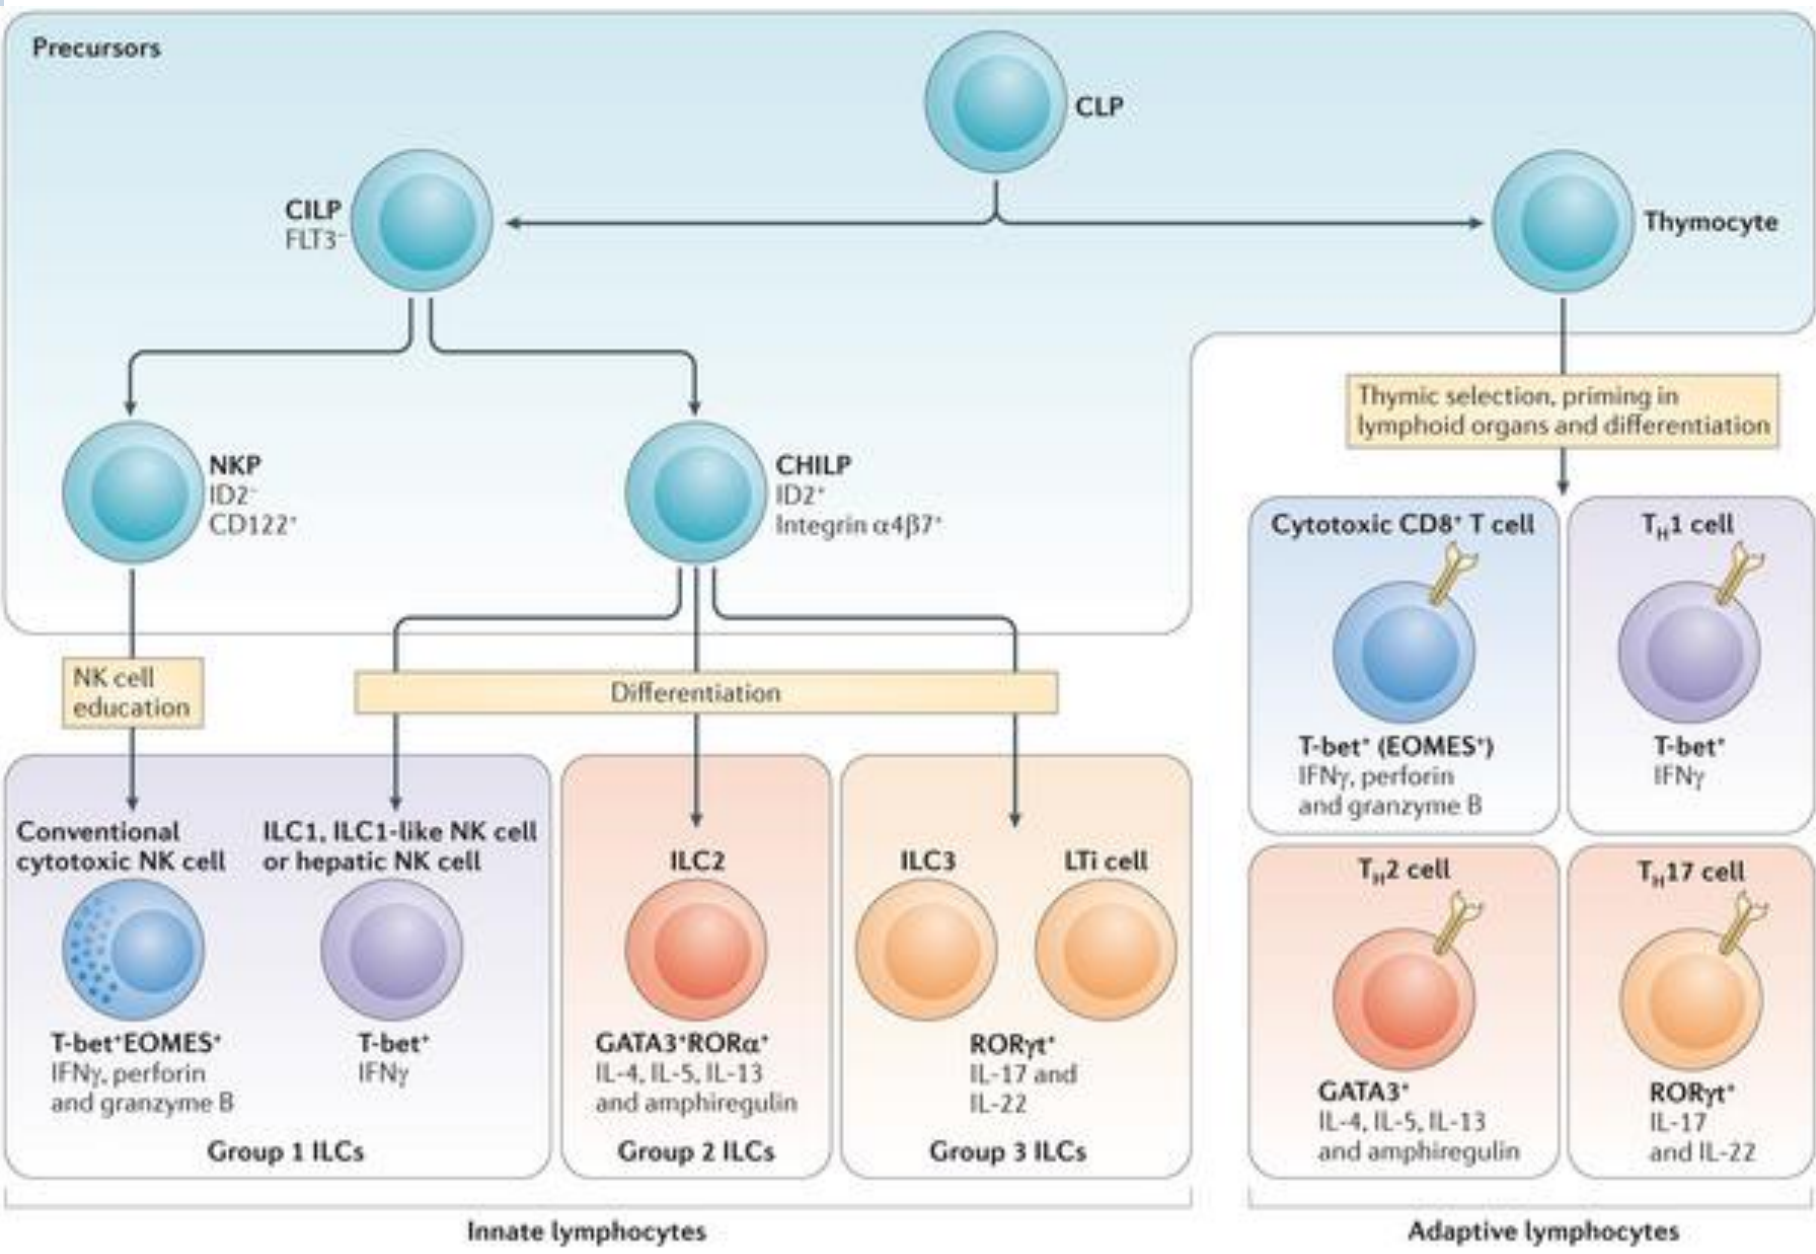 Precursors
CLP
CILP
FLT3⁻
Thymocyte
Thymic selection, priming in
lymphoid organs and differentiation
NKP
ID2⁻
CD122⁺
CHILP
ID2⁺
Integrin α4β7⁺
NK cell
education
Differentiation
Cytotoxic CD8⁺ T cell
T-bet⁺ (EOMES⁺)
IFNγ, perforin
and granzyme B
TH1 cell
T-bet⁺
IFNγ
Conventional
cytotoxic NK cell
T-bet⁺EOMES⁺
IFNγ, perforin
and granzyme B
ILC1, ILC1-like NK cell
or hepatic NK cell
T-bet⁺
IFNγ
Group 1 ILCs
ILC2
GATA3⁺RORα⁺
IL-4, IL-5, IL-13
and amphiregulin
Group 2 ILCs
ILC3
LTi cell
RORγt⁺
IL-17 and
IL-22
Group 3 ILCs
TH2 cell
GATA3⁺
IL-4, IL-5, IL-13
and amphiregulin
TH17 cell
RORγt⁺
IL-17
and IL-22
Innate lymphocytes
Adaptive lymphocytes